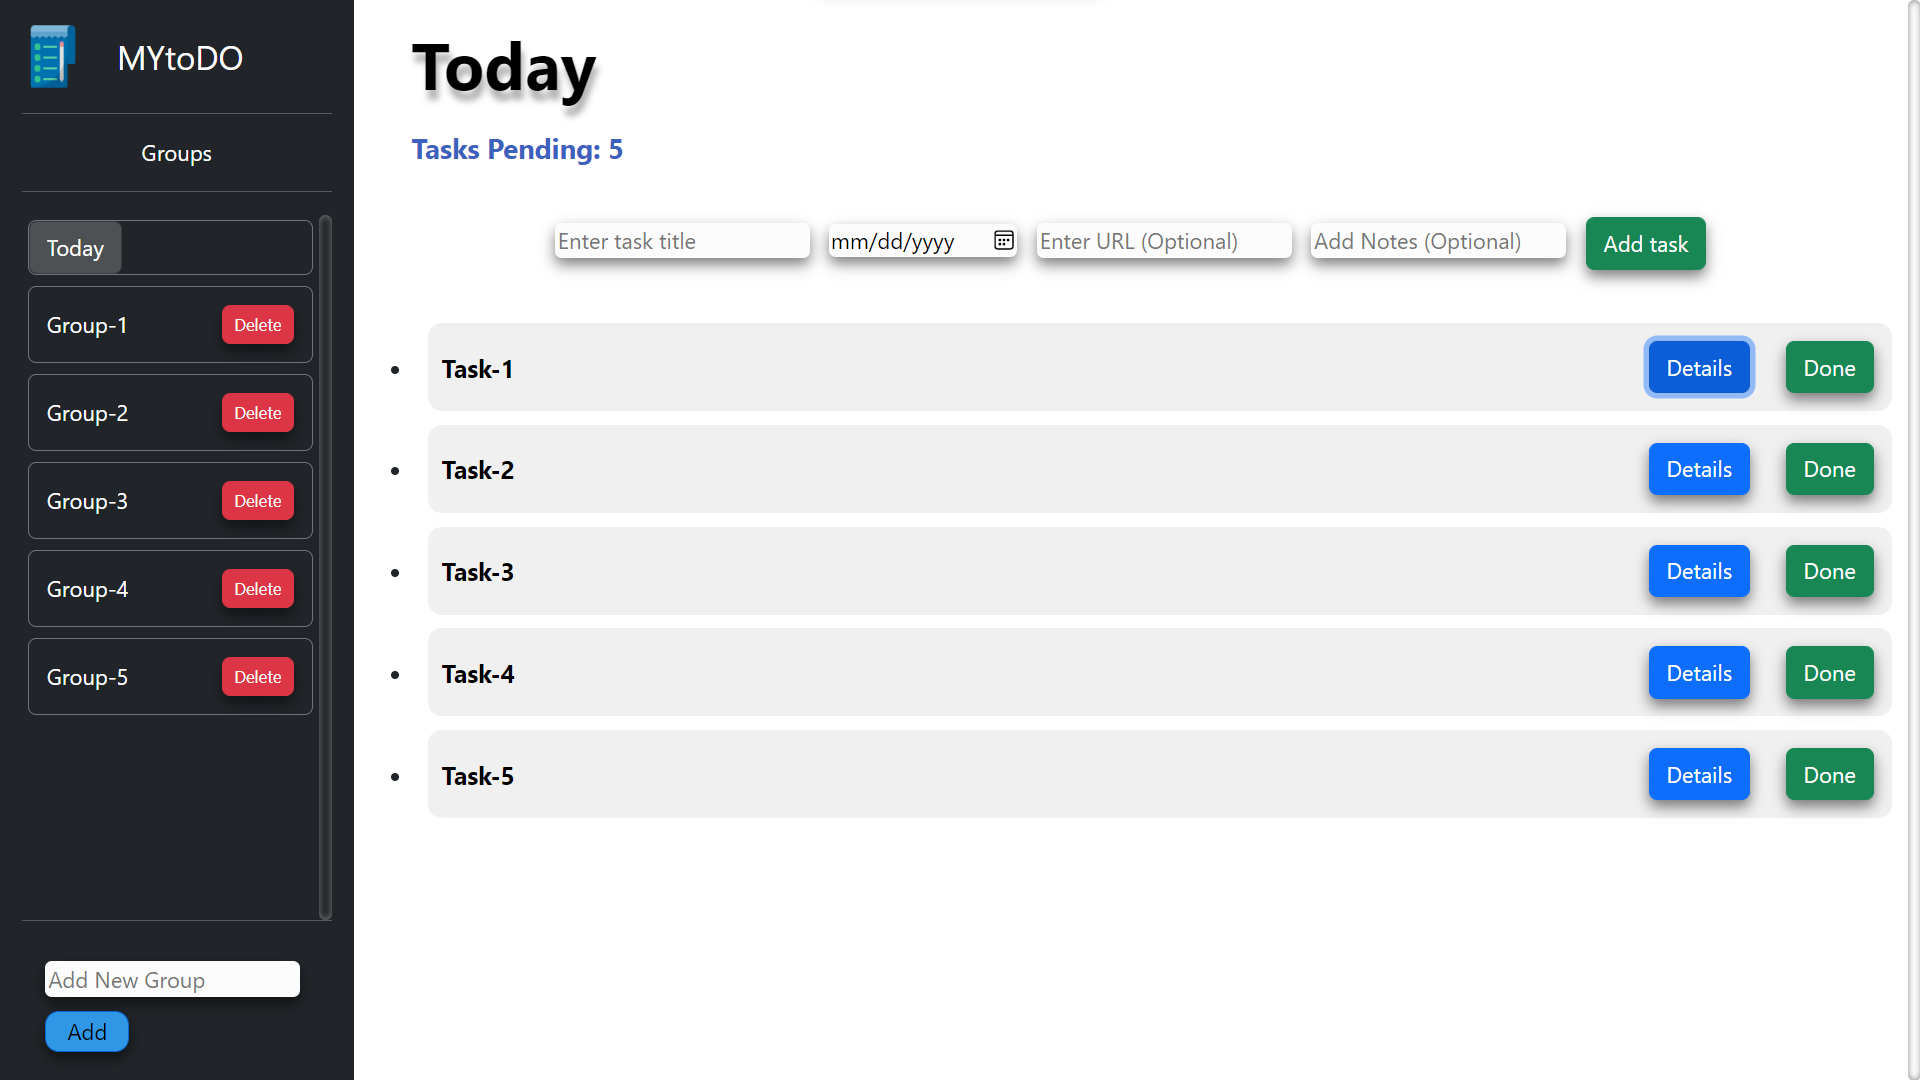 MYtoDO
Groups
Today
Group-1 Delete
Group-2 Delete
Group-3 Delete
Group-4 Delete
Group-5 Delete
Add New Group
Add
Today
Tasks Pending: 5
Enter task title mm/dd/yyyy Enter URL (Optional) Add Notes (Optional) Add task
Task-1 Details Done
Task-2 Details Done
Task-3 Details Done
Task-4 Details Done
Task-5 Details Done